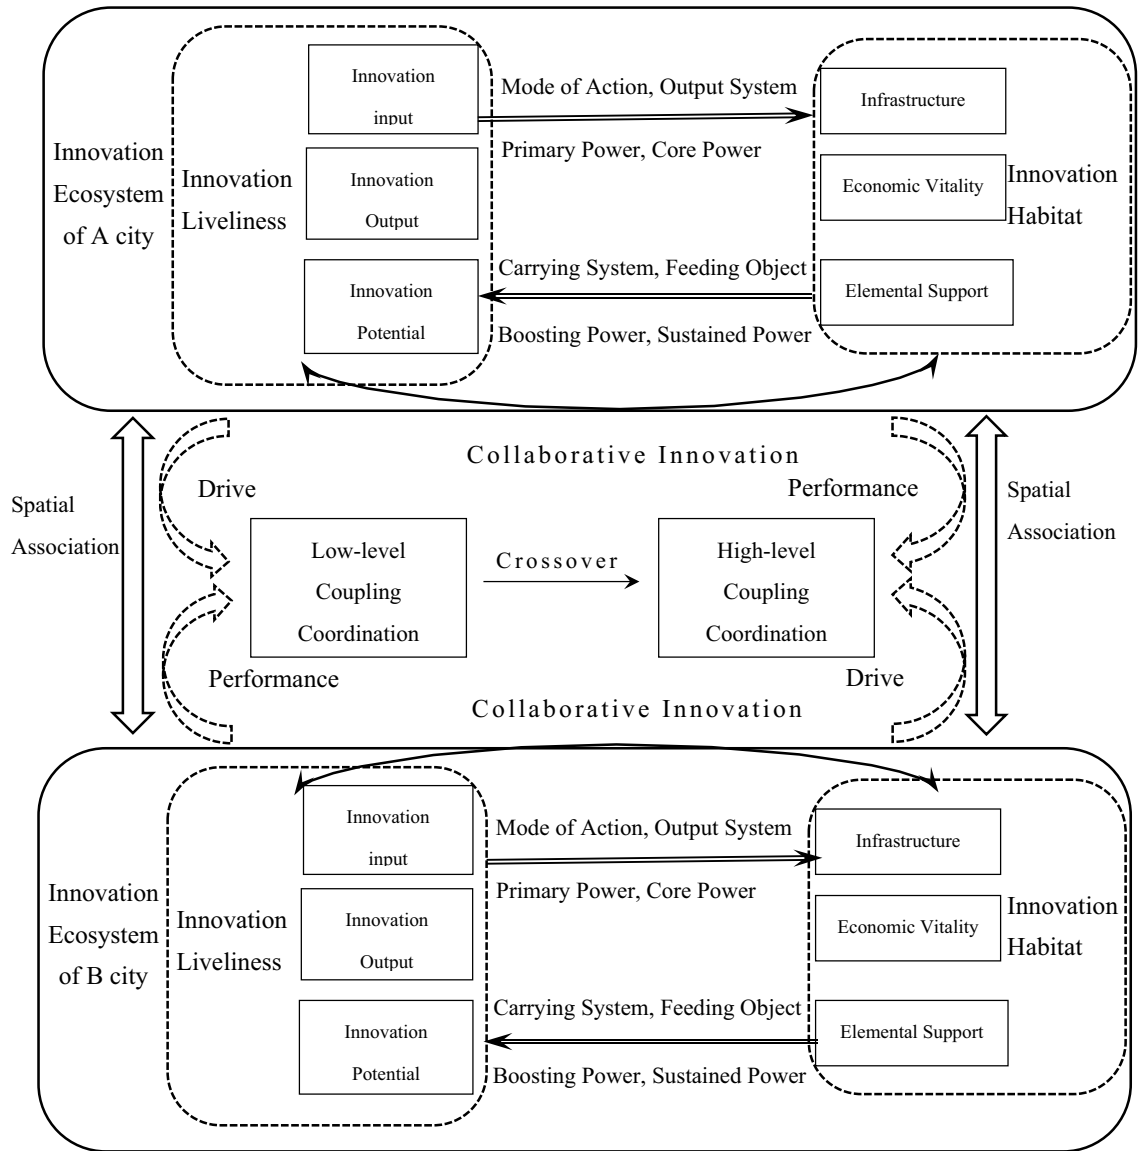 Innovation
Ecosystem
of A city
Innovation
Liveliness
Innovation
input
Innovation
Output
Innovation
Potential
Mode of Action, Output System
Primary Power, Core Power
Carrying System, Feeding Object
Boosting Power, Sustained Power
Infrastructure
Economic Vitality
Elemental Support
Innovation
Habitat
Collaborative Innovation
Spatial
Association
Drive
Performance
Spatial
Association
Low-level
Coupling
Coordination
Crossover
High-level
Coupling
Coordination
Performance
Drive
Collaborative Innovation
Innovation
Ecosystem
of B city
Innovation
Liveliness
Innovation
input
Innovation
Output
Innovation
Potential
Mode of Action, Output System
Primary Power, Core Power
Carrying System, Feeding Object
Boosting Power, Sustained Power
Infrastructure
Economic Vitality
Elemental Support
Innovation
Habitat